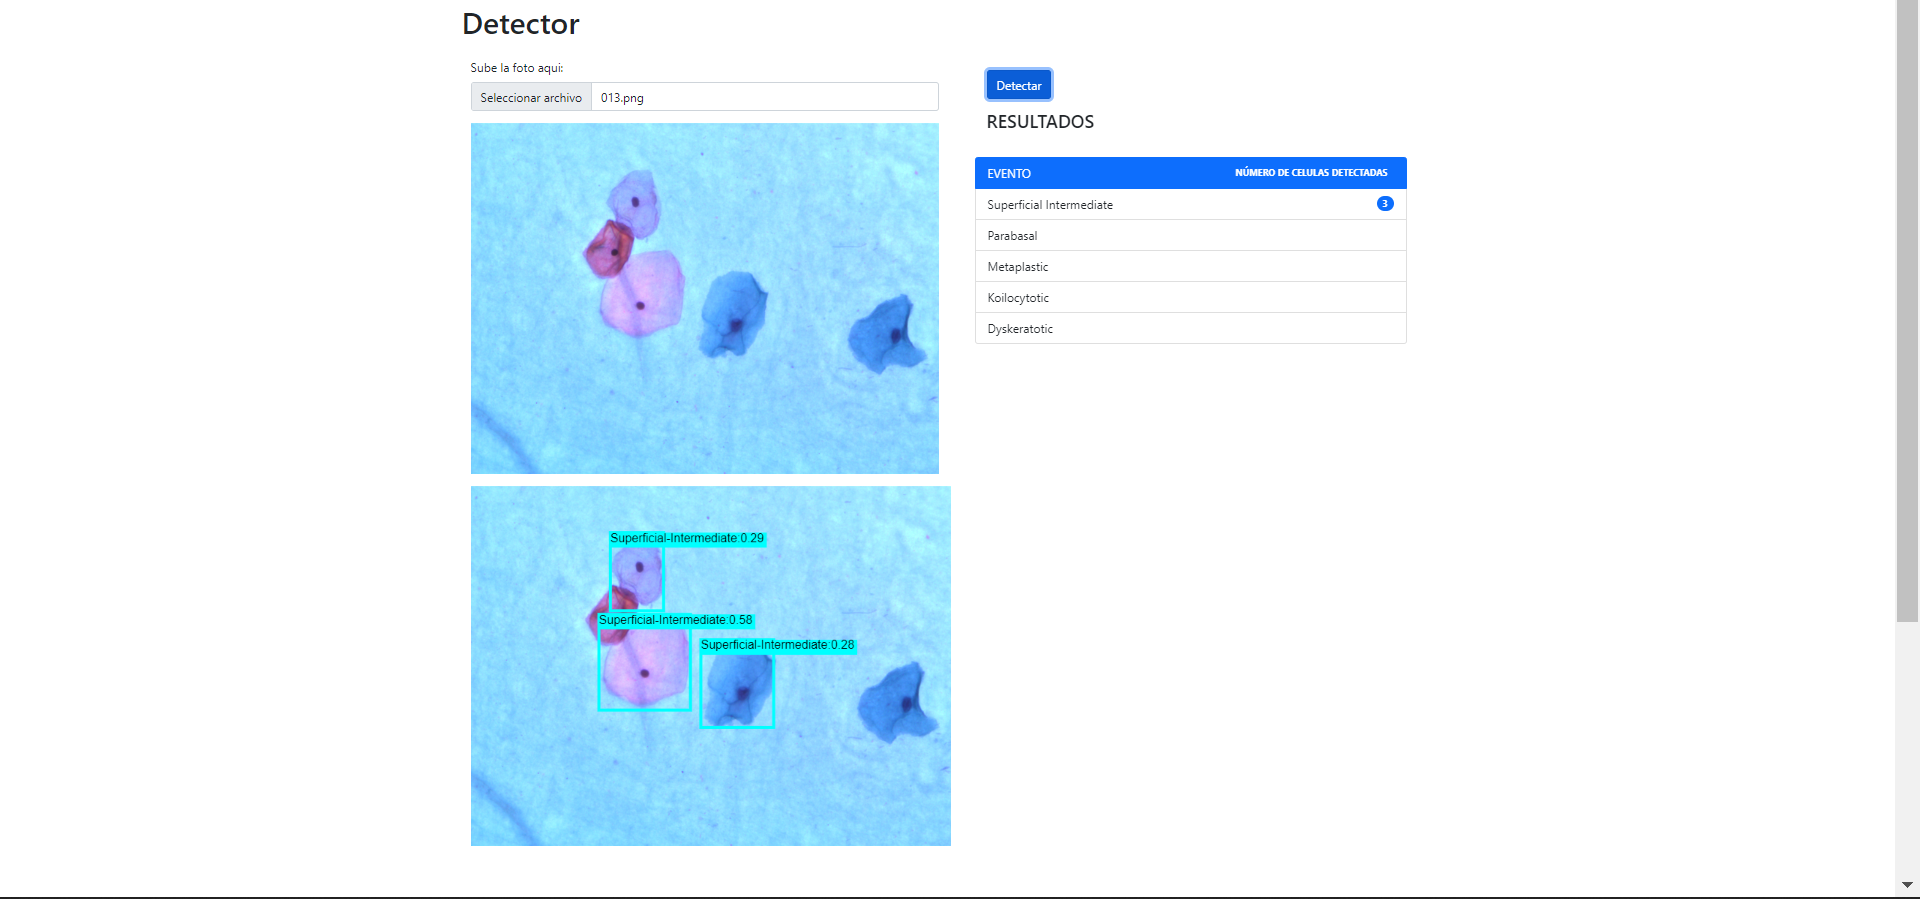 Detector
Sube la foto aqui:
Seleccionar archivo 013.png
Detectar
RESULTADOS
EVENTO NÚMERO DE CELULAS DETECTADAS
Superficial Intermediate 3
Parabasal
Metaplastic
Koilocytotic
Dyskeratotic
Superficial-Intermediate:0.29
Superficial-Intermediate:0.58
Superficial-Intermediate:0.28